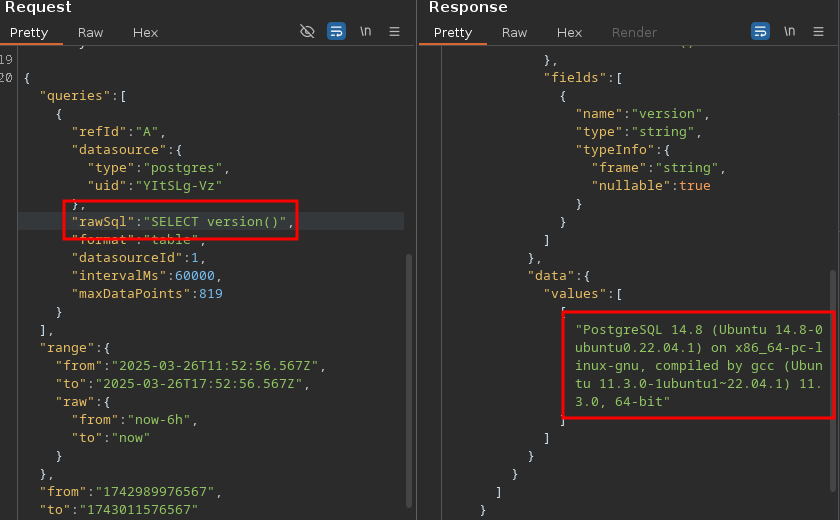 Request
Pretty Raw Hex \n
19
20 {
"queries":[
{
"refId":"A",
"datasource":{
"type":"postgres",
"uid":"YItSLg-Vz"
},
"rawSql":"SELECT version()",
"format":"table",
"datasourceId":1,
"intervalMs":60000,
"maxDataPoints":819
}
],
"range":{
"from":"2025-03-26T11:52:56.567Z",
"to":"2025-03-26T17:52:56.567Z",
"raw":{
"from":"now-6h",
"to":"now"
}
},
"from":"1742989976567",
"to":"1743011576567"
Response
Pretty Raw Hex Render \n
},
"fields":[
{
"name":"version",
"type":"string",
"typeInfo":{
"frame":"string",
"nullable":true
}
}
]
},
"data":{
"values":[
[
"PostgreSQL 14.8 (Ubuntu 14.8-0
ubuntu0.22.04.1) on x86_64-pc-l
inux-gnu, compiled by gcc (Ubun
tu 11.3.0-1ubuntu1~22.04.1) 11.
3.0, 64-bit"
]
]
}
}
]
}